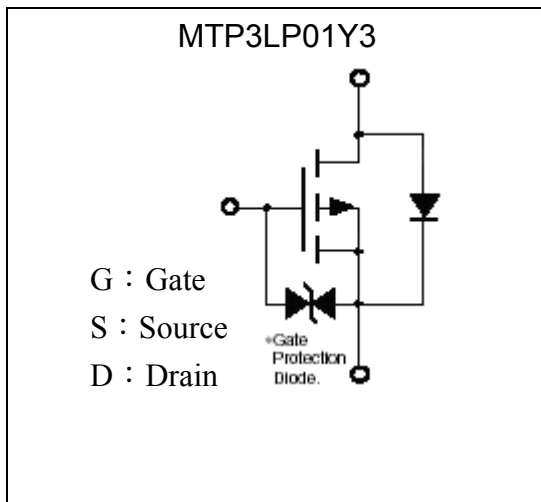 MTP3LP01Y3
G：Gate
S：Source
D：Drain
*Gate
Protection
Diode.